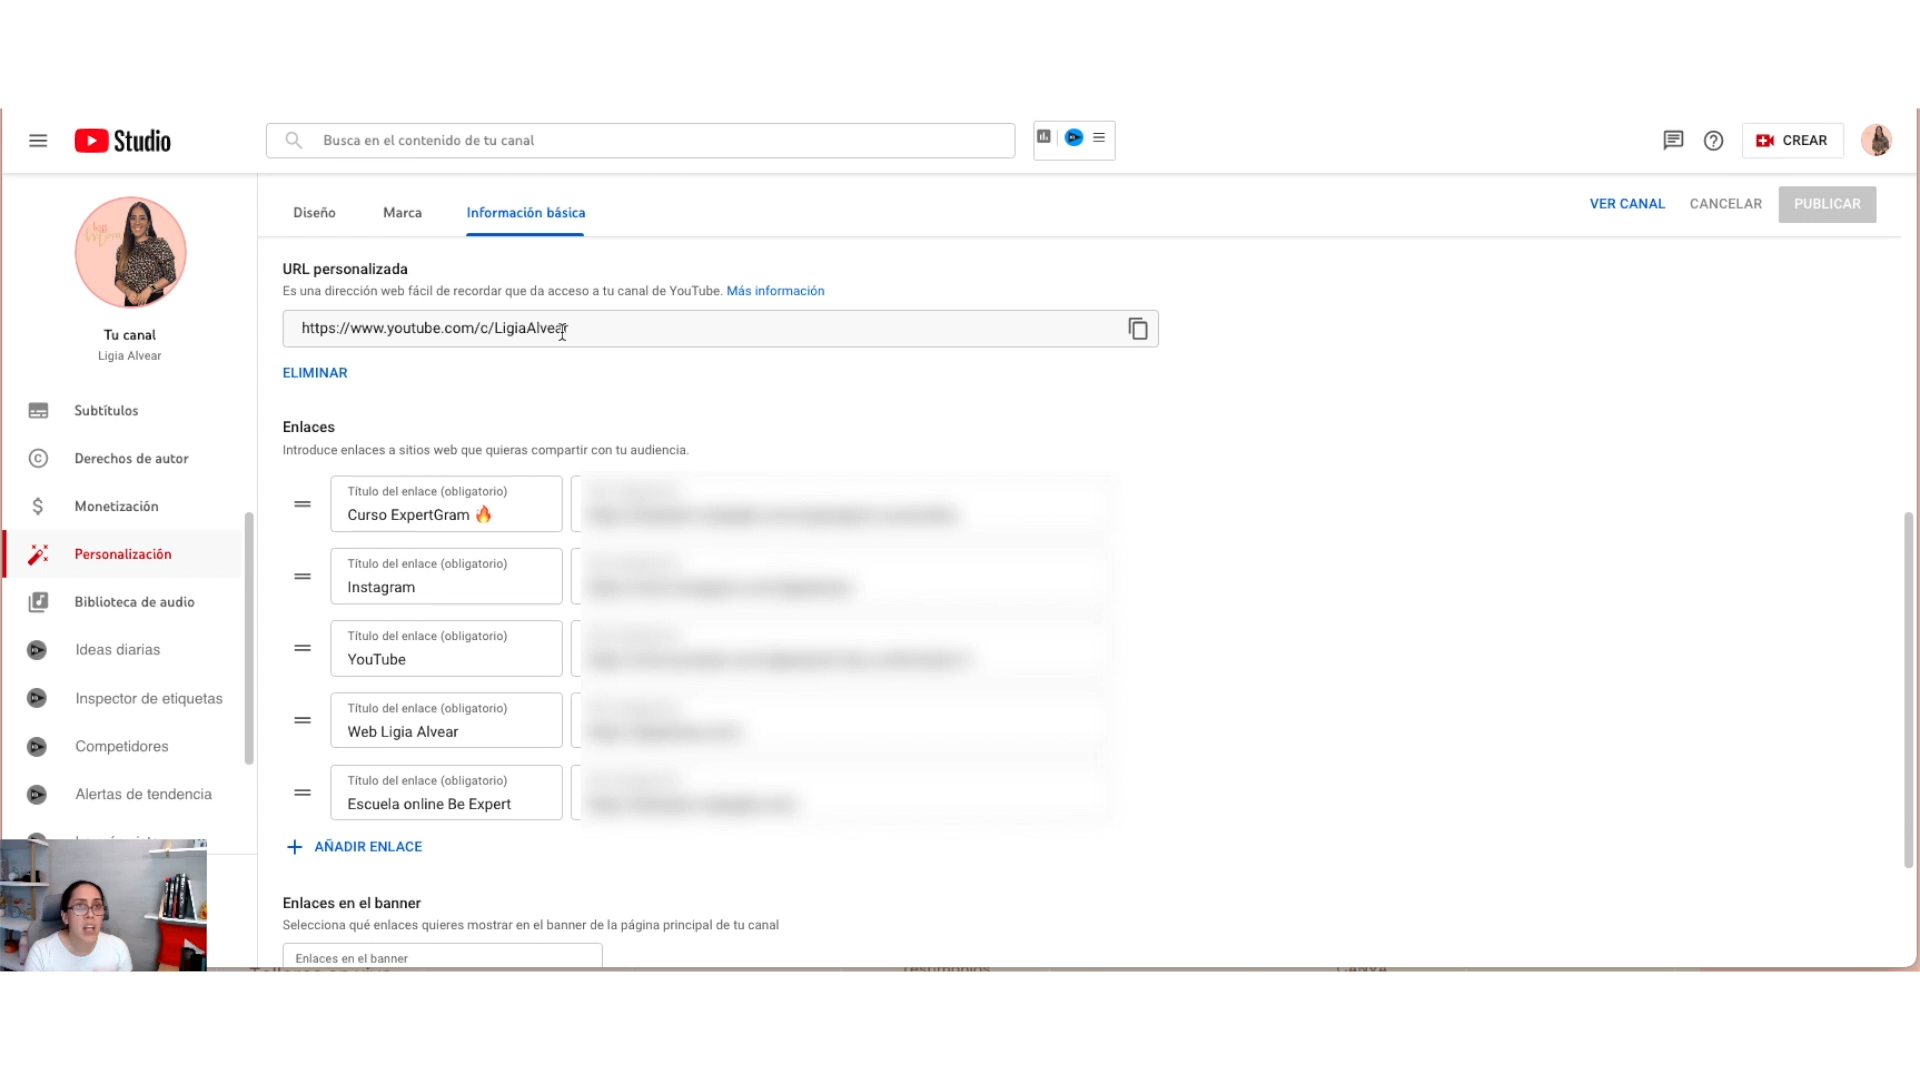 Studio
Busca en el contenido de tu canal
CREAR
Diseño
Marca
Información básica
VER CANAL
CANCELAR
PUBLICAR
Tu canal
Ligia Alvear
Subtítulos
Derechos de autor
Monetización
Personalización
Biblioteca de audio
Ideas diarias
Inspector de etiquetas
Competidores
Alertas de tendencia
URL personalizada
Es una dirección web fácil de recordar que da acceso a tu canal de YouTube. Más información
https://www.youtube.com/c/LigiaAlvear
ELIMINAR
Enlaces
Introduce enlaces a sitios web que quieras compartir con tu audiencia.
Título del enlace (obligatorio)
Curso ExpertGram 🔥
Título del enlace (obligatorio)
Instagram
Título del enlace (obligatorio)
YouTube
Título del enlace (obligatorio)
Web Ligia Alvear
Título del enlace (obligatorio)
Escuela online Be Expert
+ AÑADIR ENLACE
Enlaces en el banner
Selecciona qué enlaces quieres mostrar en el banner de la página principal de tu canal
Enlaces en el banner